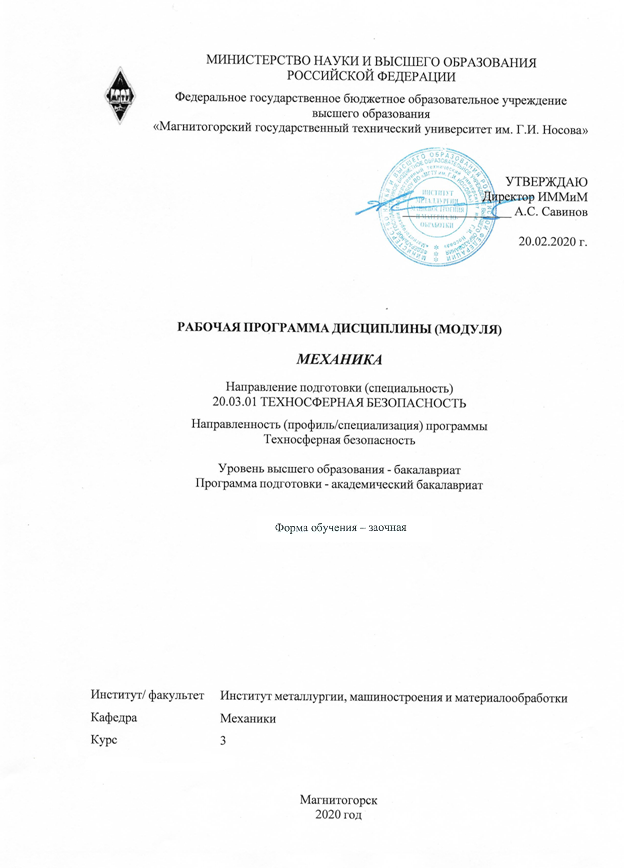 МИНИСТЕРСТВО НАУКИ И ВЫСШЕГО ОБРАЗОВАНИЯ
РОССИЙСКОЙ ФЕДЕРАЦИИ
Федеральное государственное бюджетное образовательное учреждение
высшего образования
«Магнитогорский государственный технический университет им. Г.И. Носова»
УТВЕРЖДАЮ
Директор ИММиМ
А.С. Савинов
20.02.2020 г.
РАБОЧАЯ ПРОГРАММА ДИСЦИПЛИНЫ (МОДУЛЯ)
МЕХАНИКА
Направление подготовки (специальность)
20.03.01 ТЕХНОСФЕРНАЯ БЕЗОПАСНОСТЬ
Направленность (профиль/специализация) программы
Техносферная безопасность
Уровень высшего образования - бакалавриат
Программа подготовки - академический бакалавриат
Форма обучения – заочная
Институт/ факультет Институт металлургии, машиностроения и материалообработки
Кафедра Механики
Курс 3
Магнитогорск
2020 год